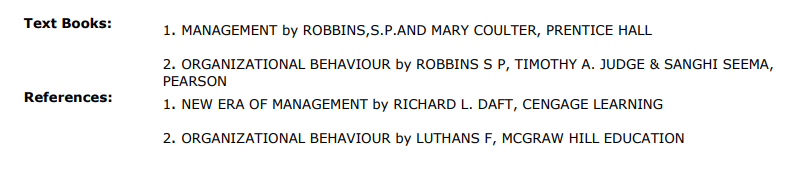 Text Books:
1. MANAGEMENT by ROBBINS,S.P.AND MARY COULTER, PRENTICE HALL
2. ORGANIZATIONAL BEHAVIOUR by ROBBINS S P, TIMOTHY A. JUDGE & SANGHI SEEMA,
PEARSON
References:
1. NEW ERA OF MANAGEMENT by RICHARD L. DAFT, CENGAGE LEARNING
2. ORGANIZATIONAL BEHAVIOUR by LUTHANS F, MCGRAW HILL EDUCATION